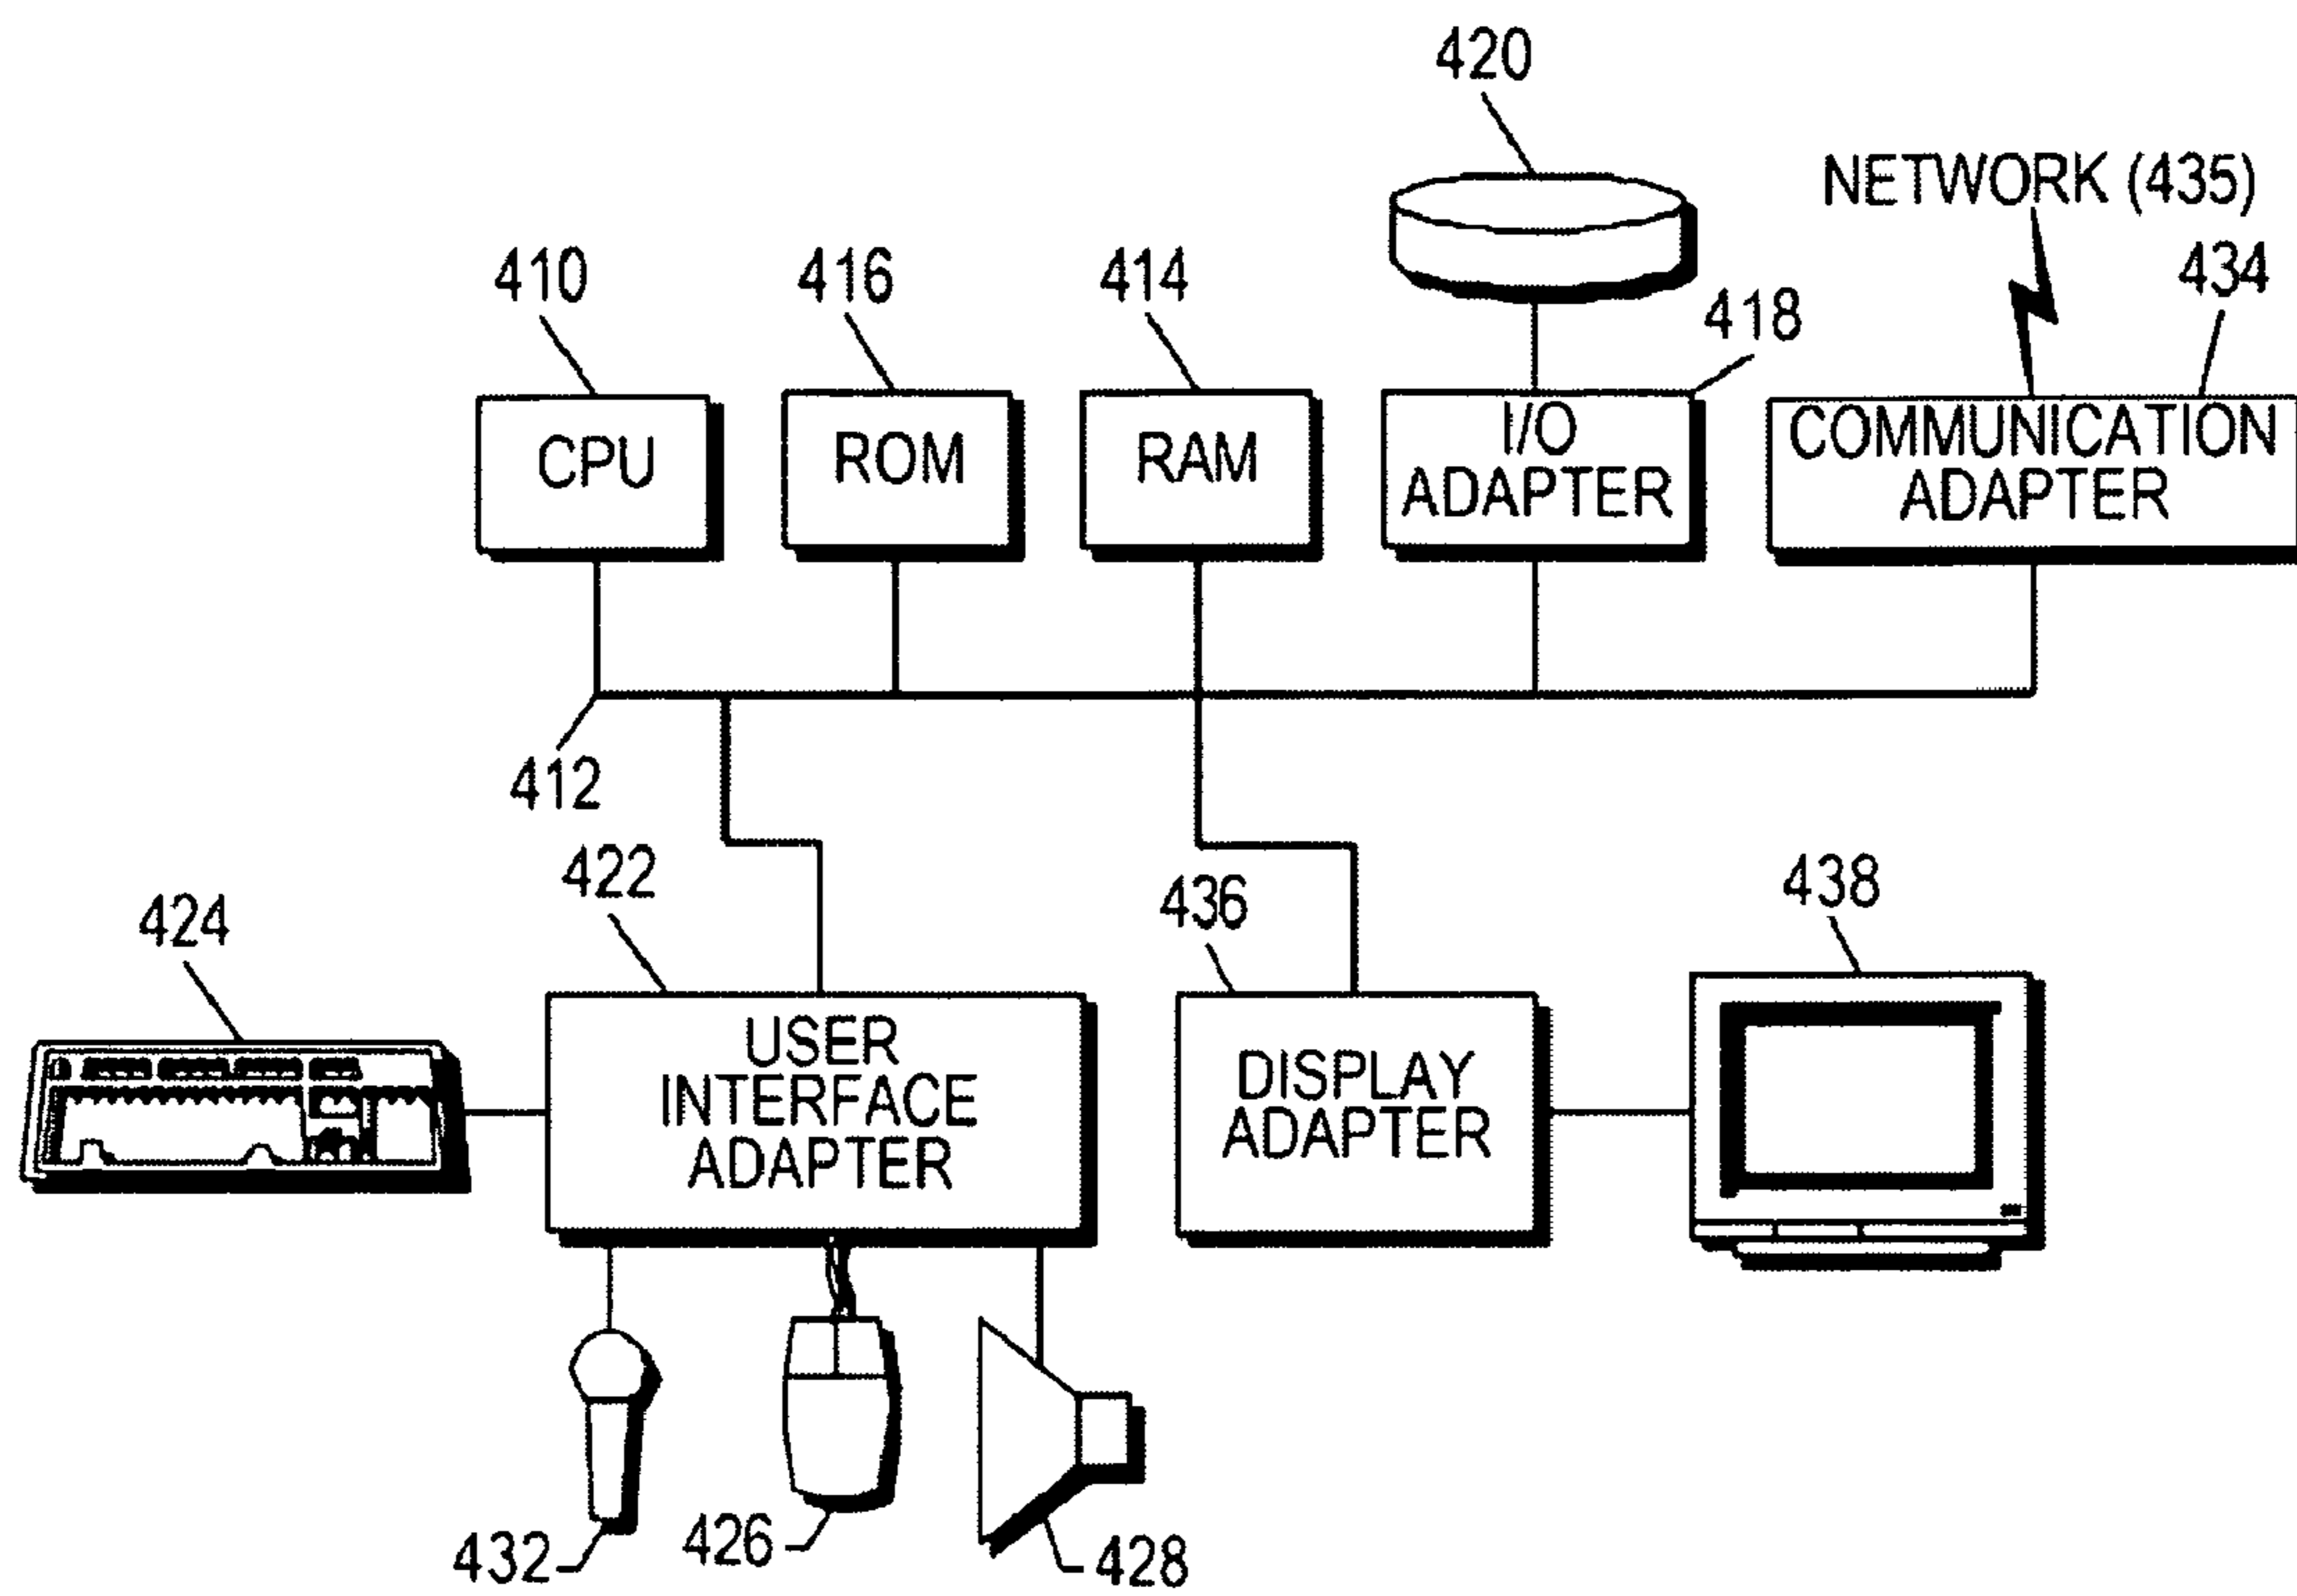 420
NETWORK (435)
410
416
414
434
418
CPU
ROM
RAM
I/O
ADAPTER
COMMUNICATION
ADAPTER
412
422
436
438
424
USER
INTERFACE
ADAPTER
DISPLAY
ADAPTER
432
426
428